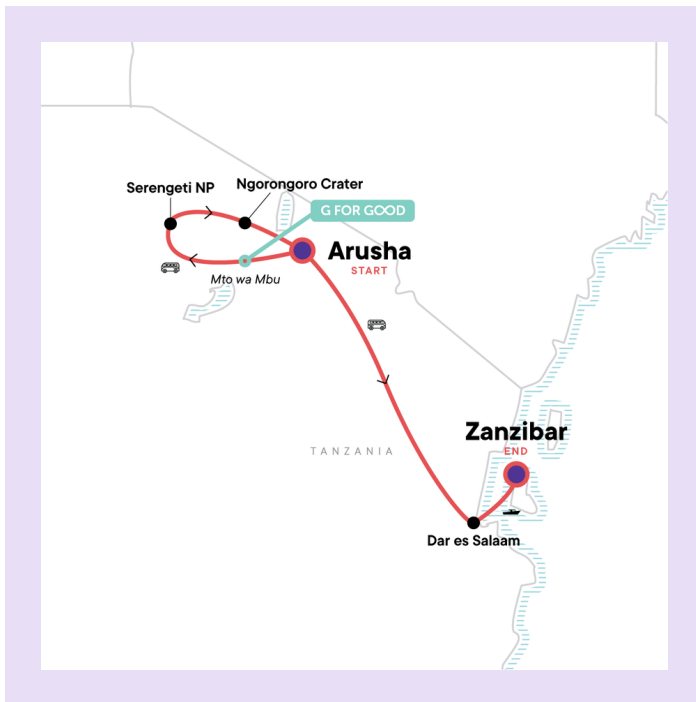 Serengeti NP
Ngorongoro Crater
G FOR GOOD
Arusha
START
Mto wa Mbu
TANZANIA
Zanzibar
END
Dar es Salaam